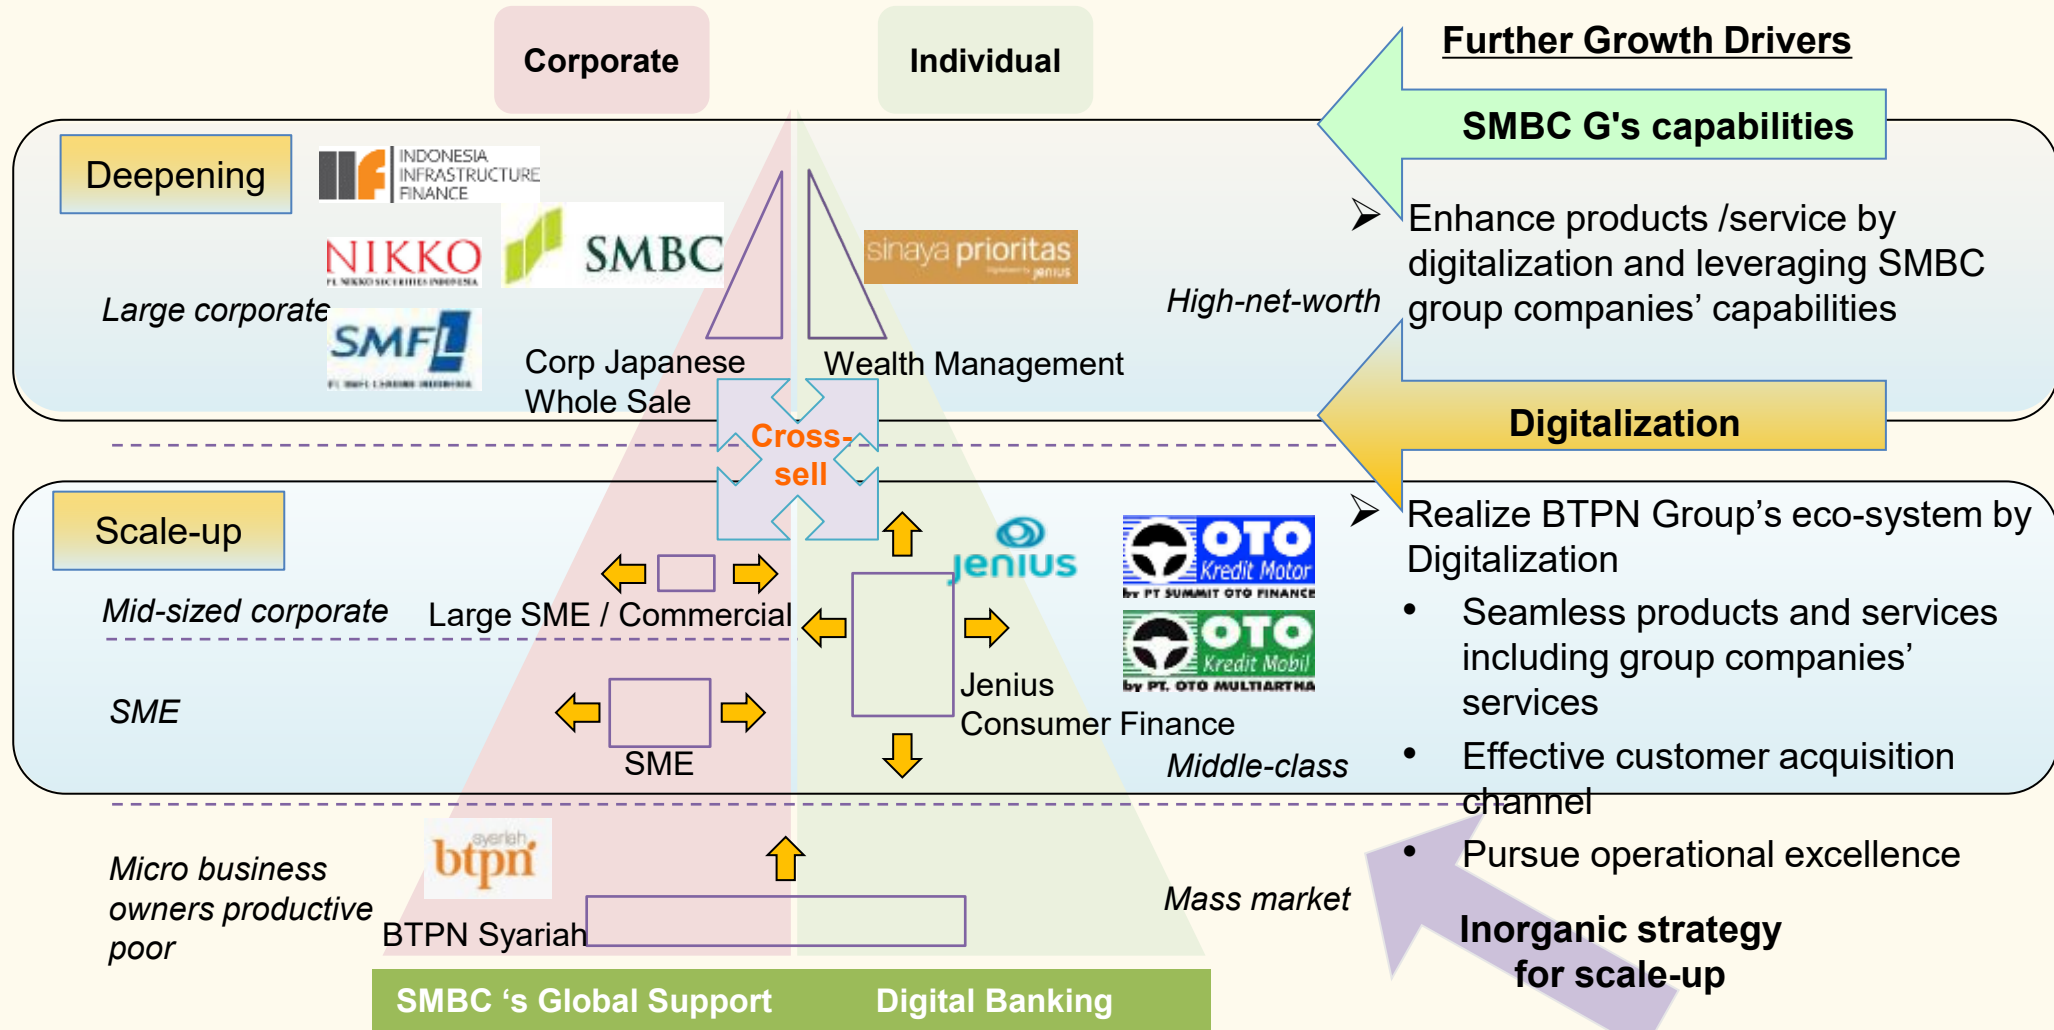 Corporate
Individual
Further Growth Drivers
SMBC G's capabilities
Deepening
INDONESIA
INFRASTRUCTURE
FINANCE
NIKKO
PT. NIKKO SECURITIES INDONESIA
SMBC
sinaya prioritas
jenius
Large corporate
SMFL
High-net-worth
➢ Enhance products /service by
digitalization and leveraging SMBC
group companies’ capabilities
Corp Japanese
Whole Sale
Wealth Management
Cross-
sell
Digitalization
Scale-up
jenius
OTO
Kredit Motor
by PT SUMMIT OTO FINANCE
OTO
Kredit Mobil
by PT. OTO MULTIARTHA
➢ Realize BTPN Group’s eco-system by
Digitalization
• Seamless products and services
including group companies’
services
• Effective customer acquisition
channel
• Pursue operational excellence
Mid-sized corporate
Large SME / Commercial
SME
SME
Jenius
Consumer Finance
Middle-class
Micro business
owners productive
poor
syariah
btpn
BTPN Syariah
Mass market
Inorganic strategy
for scale-up
SMBC ‘s Global Support
Digital Banking